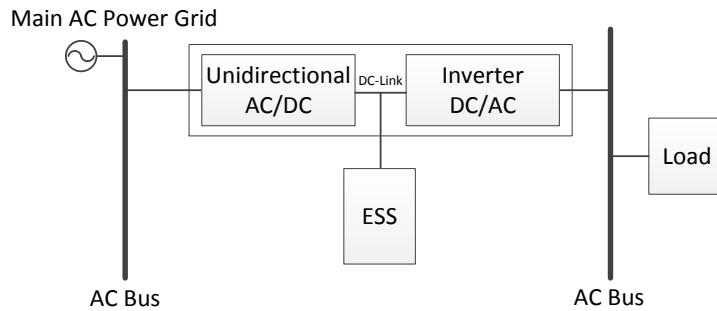 Main AC Power Grid
Unidirectional
AC/DC
DC-Link
Inverter
DC/AC
Load
ESS
AC Bus
AC Bus